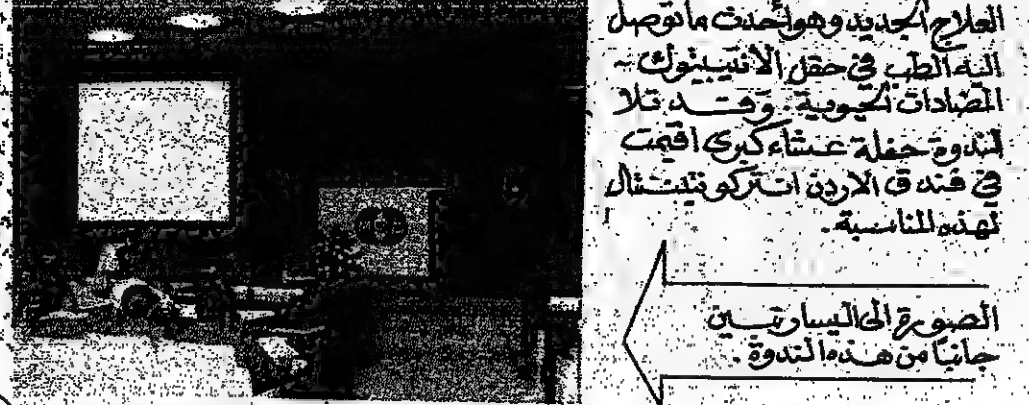 العلاج الجديد وهو أحدث ما توصل
اليه الطب في حقل الانتيبيوتك -
المضادات الحيوية. وقد تلا
الندوة حفلة عشاء كبرى اقيمت
في فندق الاردن انتركونتيننتال
لهذه المناسبة.
الصورة الى اليسار تبين
جانبًا من هذه الندوة.